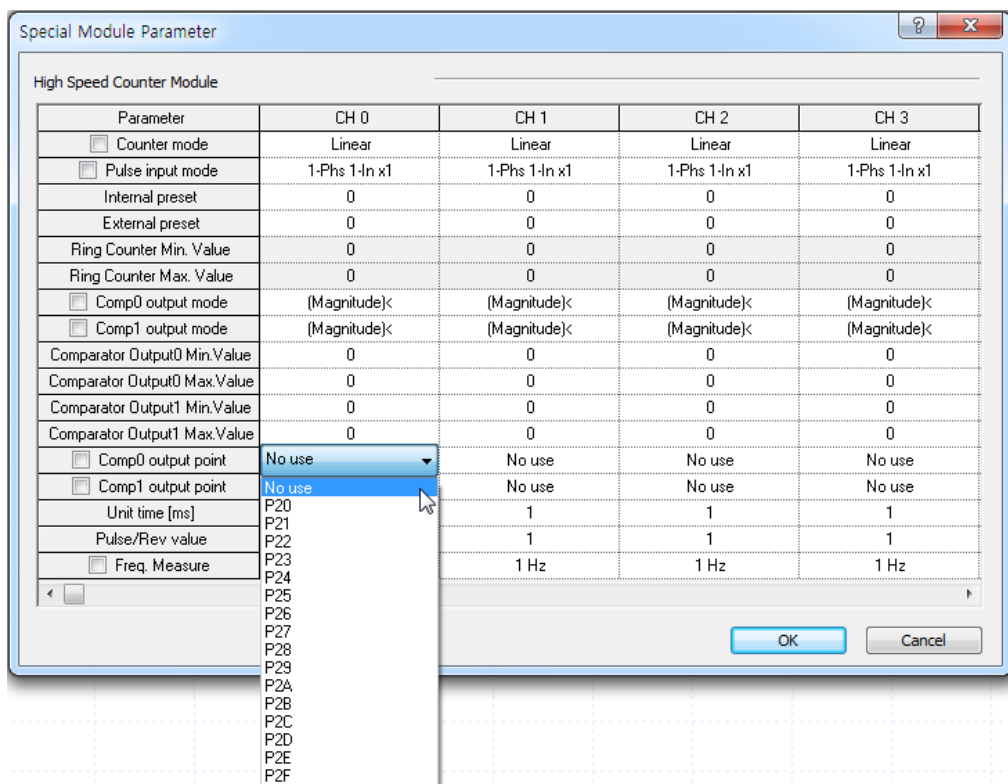 Special Module Parameter
High Speed Counter Module
Parameter CH 0 CH 1 CH 2 CH 3
Counter mode Linear Linear Linear Linear
Pulse input mode 1-Phs 1-In x1 1-Phs 1-In x1 1-Phs 1-In x1 1-Phs 1-In x1
Internal preset 0 0 0 0
External preset 0 0 0 0
Ring Counter Min. Value 0 0 0 0
Ring Counter Max. Value 0 0 0 0
Comp0 output mode (Magnitude)< (Magnitude)< (Magnitude)< (Magnitude)<
Comp1 output mode (Magnitude)< (Magnitude)< (Magnitude)< (Magnitude)<
Comparator Output0 Min.Value 0 0 0 0
Comparator Output0 Max.Value 0 0 0 0
Comparator Output1 Min.Value 0 0 0 0
Comparator Output1 Max.Value 0 0 0 0
Comp0 output point No use No use No use No use
Comp1 output point No use No use No use
Unit time [ms] 1 1 1
Pulse/Rev value 1 1 1
Freq. Measure 1 Hz 1 Hz 1 Hz
No use
P20
P21
P22
P23
P24
P25
P26
P27
P28
P29
P2A
P2B
P2C
P2D
P2E
P2F
OK Cancel